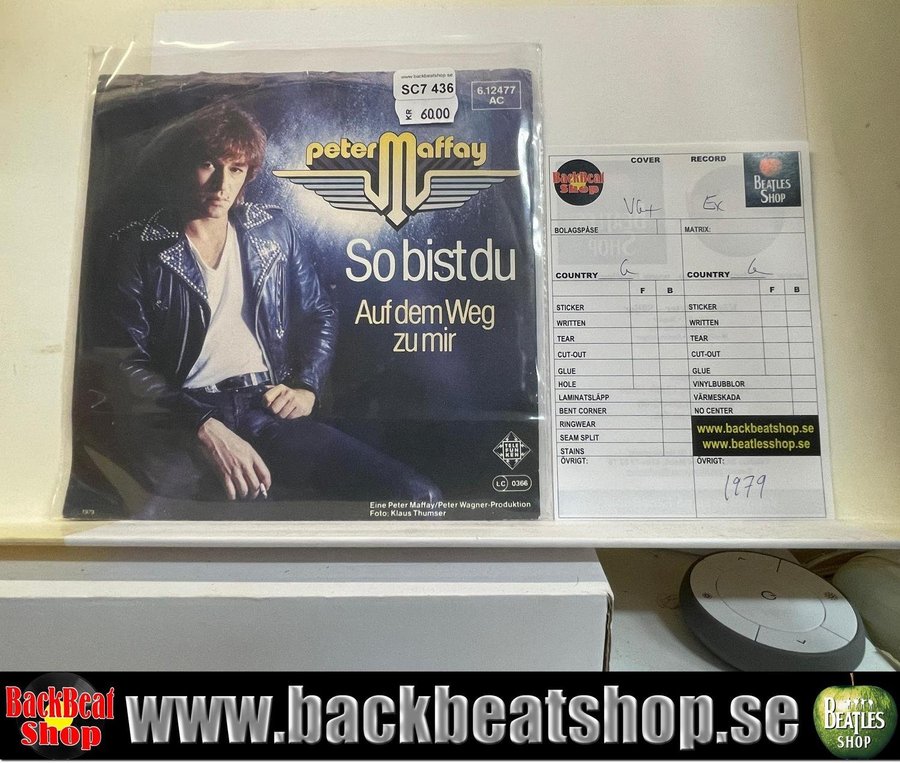 www.backbeatshop.se
SC7 436
KR 6000
6.12477
AC
peter Maffay
So bist du
Auf dem Weg
zu mir
TELE
FUN
KEN
LC 0366
Eine Peter Maffay/Peter Wagner-Produktion
Foto: Klaus Thumser
1979
BackBeat
Shop
COVER RECORD
BEATLES
SHOP
VG+ Ex
BOLAGSPÅSE MATRIX:
COUNTRY G COUNTRY G
F B F B
STICKER STICKER
WRITTEN WRITTEN
TEAR TEAR
CUT-OUT CUT-OUT
GLUE GLUE
HOLE VINYLBUBBLOR
LAMINATSLÄPP VÄRMESKADA
BENT CORNER NO CENTER
RINGWEAR
SEAM SPLIT
STAINS
www.backbeatshop.se
www.beatlesshop.se
ÖVRIGT: ÖVRIGT:
1979
BackBeat
Shop
www.backbeatshop.se
BEATLES
SHOP